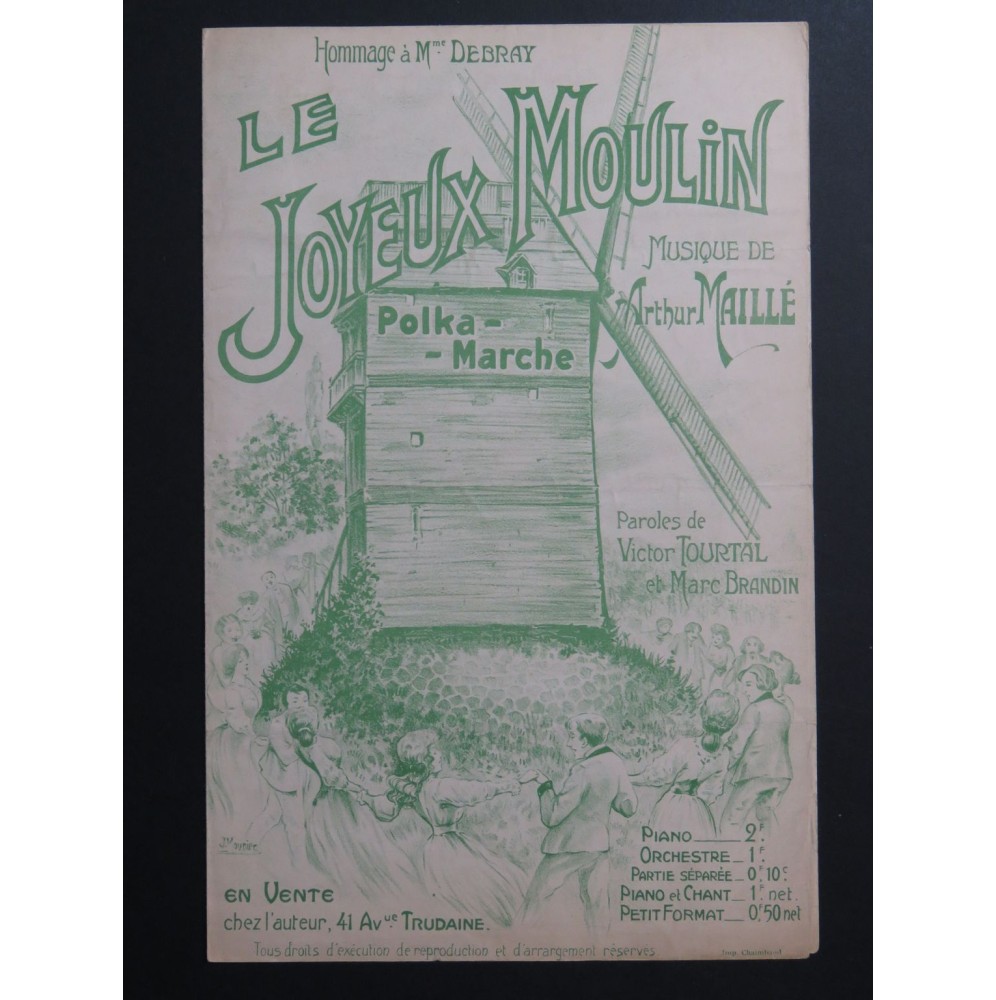 Hommage à Mme DEBRAY
LE
JOYEUX MOULIN
MUSIQUE DE
Arthur MAILLÉ
Polka-
-Marche
Paroles de
Victor TOURTAL
et Marc BRANDIN
PIANO 2F.
ORCHESTRE 1F.
PARTIE SÉPARÉE 0F.10c.
PIANO et CHANT 1F. net.
PETIT FORMAT 0F.50 net
EN VENTE
chez l'auteur, 41 Avue TRUDAINE.
Tous droits d'exécution de reproduction et d'arrangement réservés
Imp.